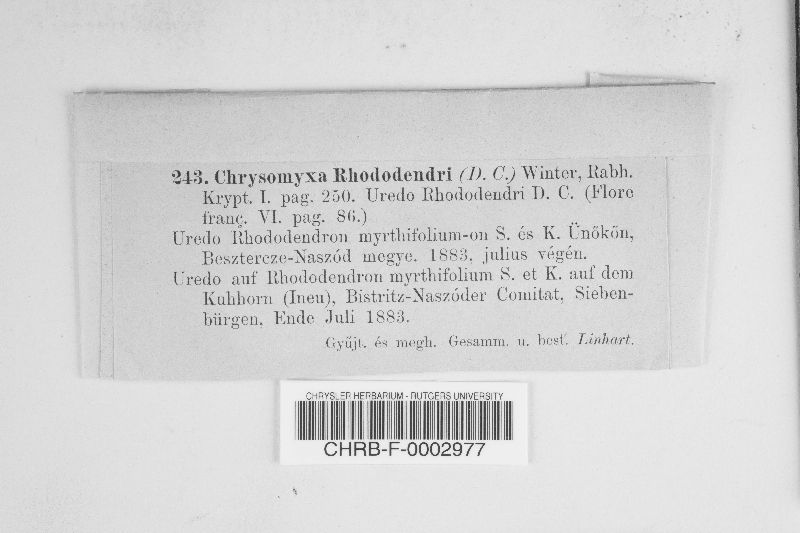 243. Chrysomyxa Rhododendri (D. C.) Winter, Rabh.
Krypt. I. pag. 250. Uredo Rhododendri D. C. (Flore
franç. VI. pag. 86.)
Uredo Rhododendron myrthifolium-on S. és K. Ünőkőn,
Besztercze-Naszód megye. 1883. julius végén.
Uredo auf Rhododendron myrthifolium S. et K. auf dem
Kuhhorn (Ineu), Bistritz-Naszóder Comitat, Sieben-
bürgen, Ende Juli 1883.
Gyűjt. és megh. Gesamm. u. best. Linhart.
CHRYSLER HERBARIUM - RUTGERS UNIVERSITY
CHRB-F-0002977